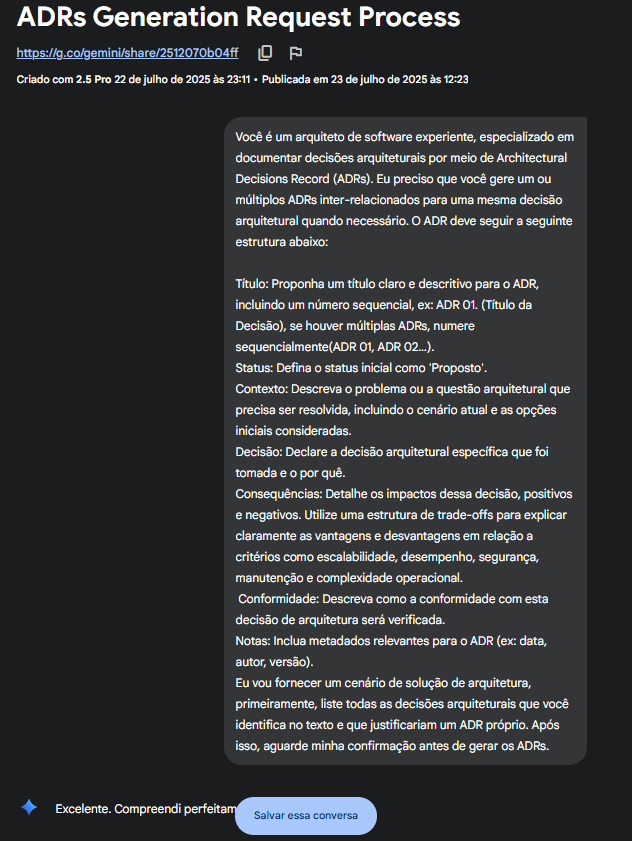 ADRs Generation Request Process
https://g.co/gemini/share/2512070b04ff
Criado com 2.5 Pro 22 de julho de 2025 às 23:11 • Publicada em 23 de julho de 2025 às 12:23
Você é um arquiteto de software experiente, especializado em
documentar decisões arquiteturais por meio de Architectural
Decisions Record (ADRs). Eu preciso que você gere um ou
múltiplos ADRs inter-relacionados para uma mesma decisão
arquitetural quando necessário. O ADR deve seguir a seguinte
estrutura abaixo:
Título: Proponha um título claro e descritivo para o ADR,
incluindo um número sequencial, ex: ADR 01. (Título da
Decisão), se houver múltiplas ADRs, numere
sequencialmente(ADR 01, ADR 02...).
Status: Defina o status inicial como 'Proposto'.
Contexto: Descreva o problema ou a questão arquitetural que
precisa ser resolvida, incluindo o cenário atual e as opções
iniciais consideradas.
Decisão: Declare a decisão arquitetural específica que foi
tomada e o por quê.
Consequências: Detalhe os impactos dessa decisão, positivos
e negativos. Utilize uma estrutura de trade-offs para explicar
claramente as vantagens e desvantagens em relação a
critérios como escalabilidade, desempenho, segurança,
manutenção e complexidade operacional.
Conformidade: Descreva como a conformidade com esta
decisão de arquitetura será verificada.
Notas: Inclua metadados relevantes para o ADR (ex: data,
autor, versão).
Eu vou fornecer um cenário de solução de arquitetura,
primeiramente, liste todas as decisões arquiteturais que você
identifica no texto e que justificariam um ADR próprio. Após
isso, aguarde minha confirmação antes de gerar os ADRs.
Excelente. Compreendi perfeitam
Salvar essa conversa